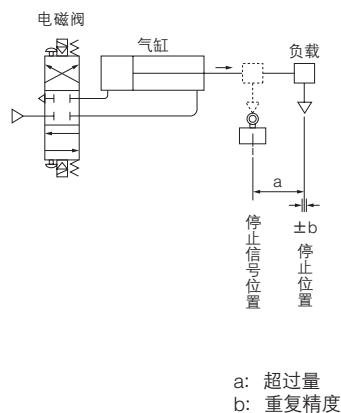 电磁阀
气缸
负载
a
±b
停止信号位置
停止位置
a: 超过量
b: 重复精度